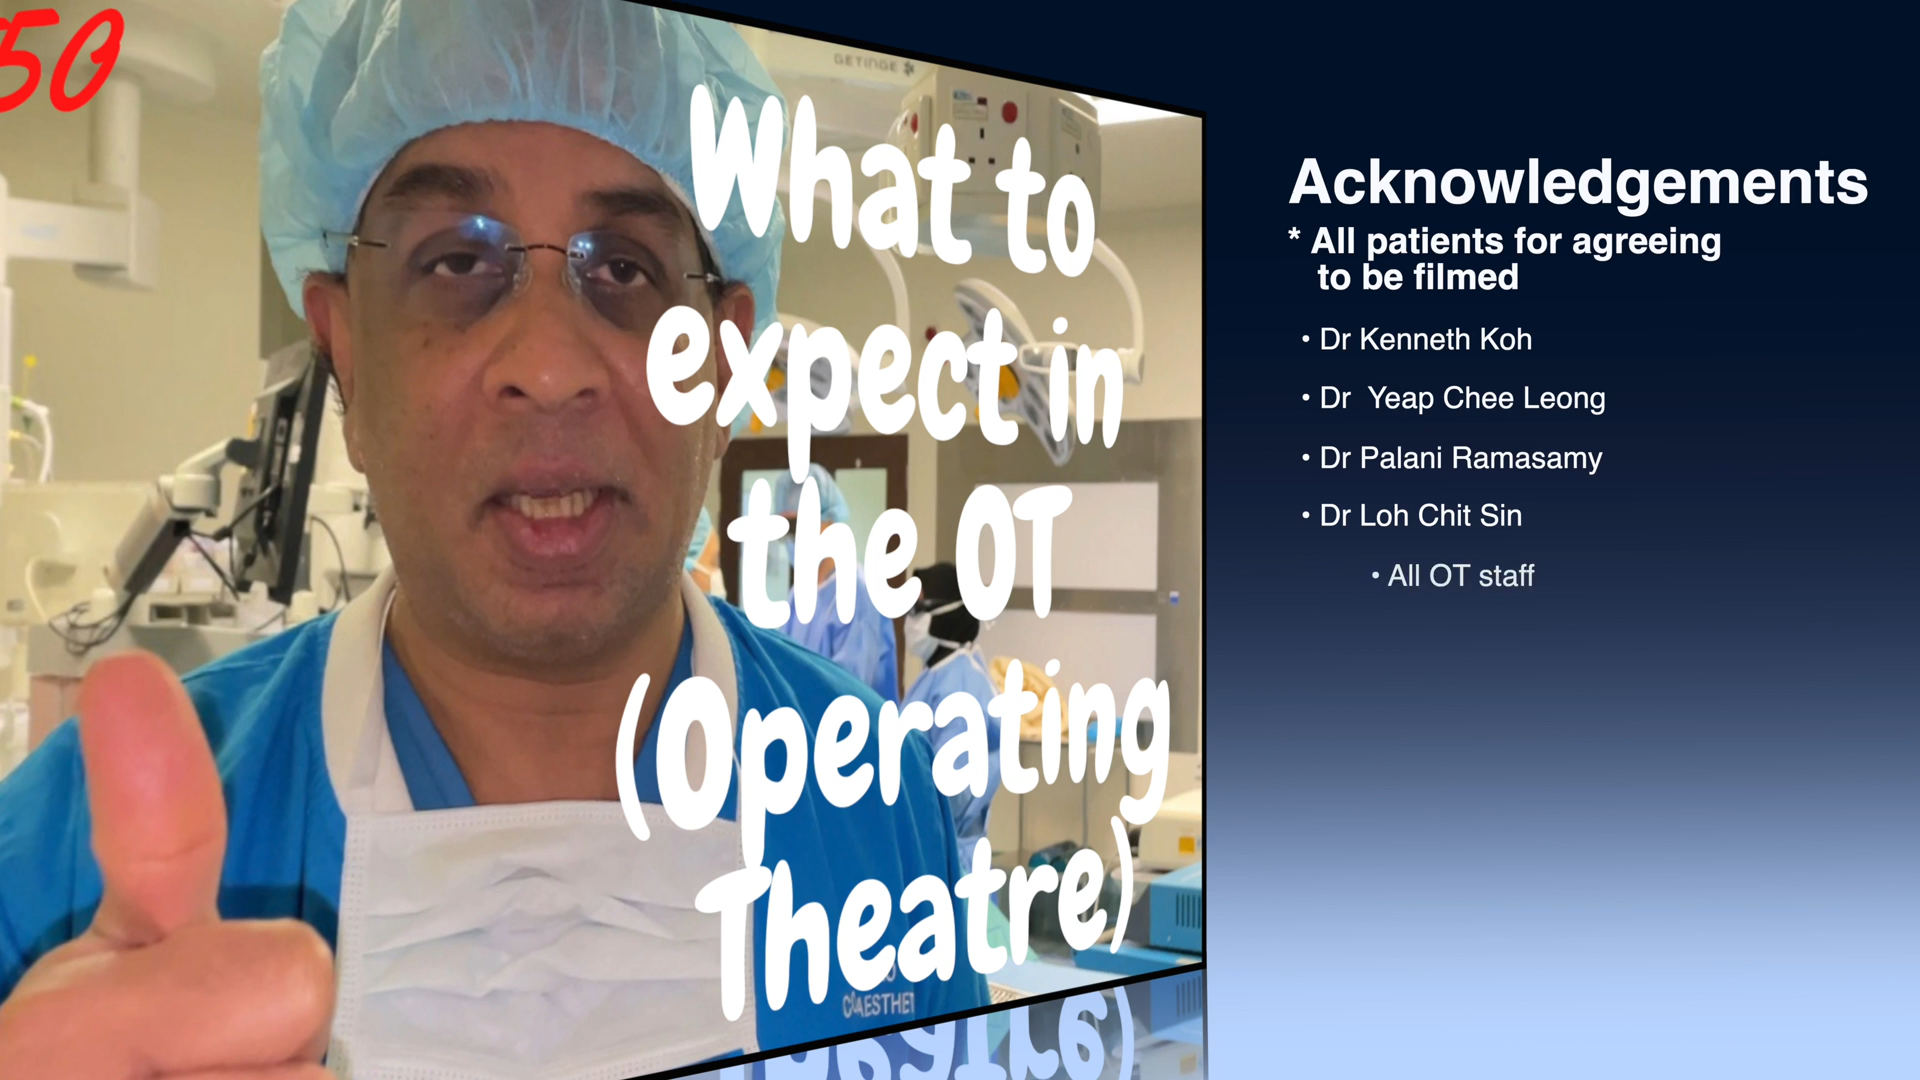 50
GETINGE
What to
expect in
the OT
(Operating
Theatre)
Acknowledgements
* All patients for agreeing
to be filmed
• Dr Kenneth Koh
• Dr  Yeap Chee Leong
• Dr Palani Ramasamy
• Dr Loh Chit Sin
• All OT staff